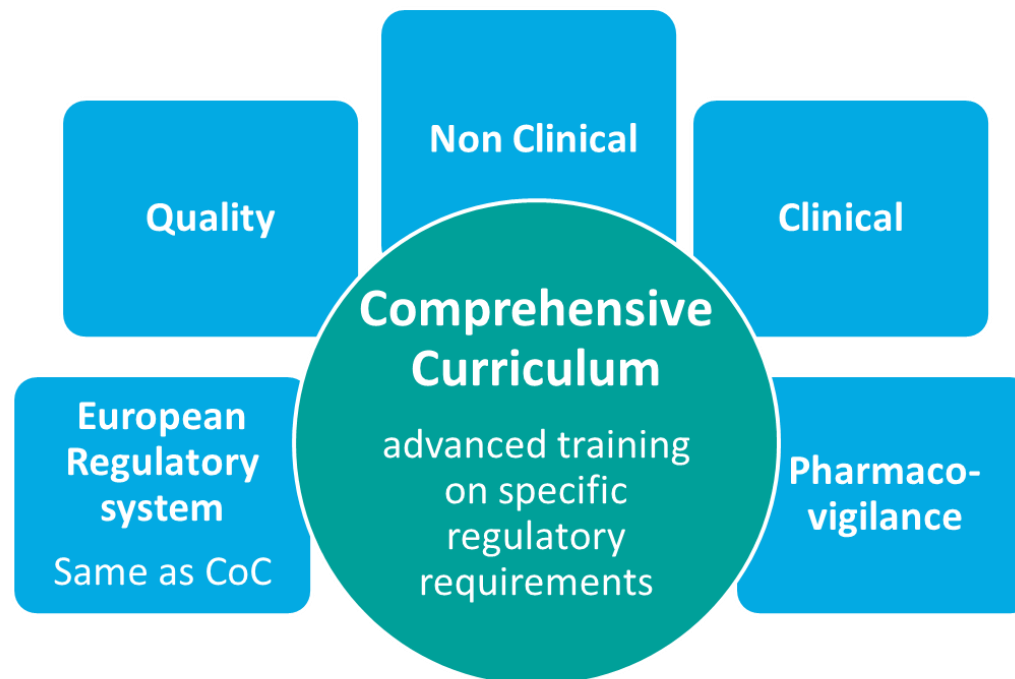 Non Clinical
Quality
Clinical
Comprehensive
Curriculum
advanced training
on specific
regulatory
requirements
European
Regulatory
system
Same as CoC
Pharmaco-
vigilance